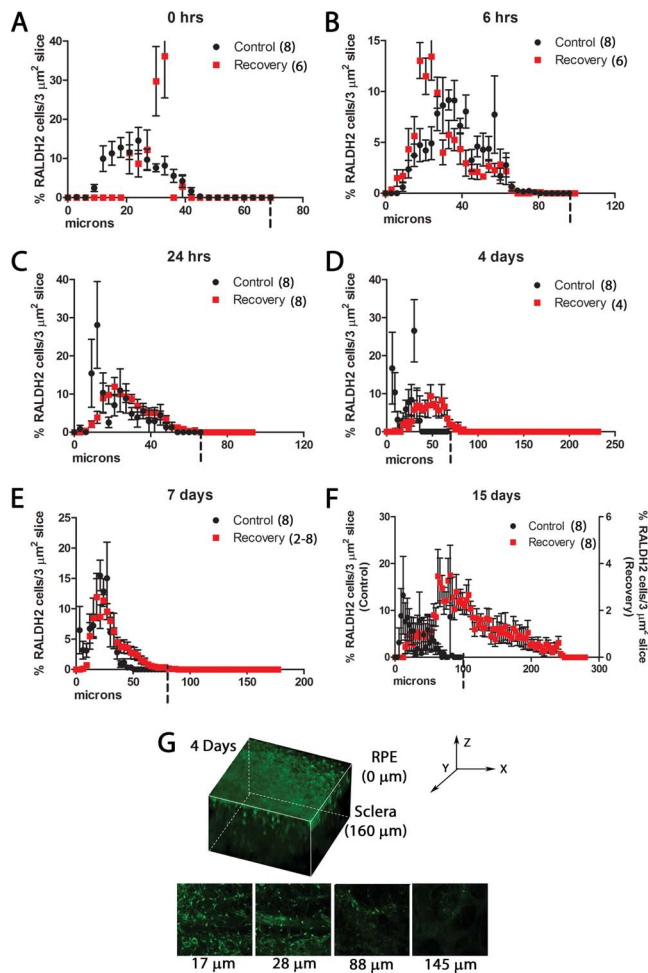 A
0 hrs
% RALDH2 cells/3 μm² slice
40
30
20
10
0
Control (8)
Recovery (6)
0 20 40 60 80
microns
B
6 hrs
% RALDH2 cells/3 μm² slice
15
10
5
0
Control (8)
Recovery (6)
0 40 80 120
microns
C
24 hrs
% RALDH2 cells/3 μm² slice
40
30
20
10
0
Control (8)
Recovery (8)
0 40 80 120
microns
D
4 days
% RALDH2 cells/3 μm² slice
40
30
20
10
0
Control (8)
Recovery (4)
0 50 100 150 200 250
microns
E
7 days
% RALDH2 cells/3 μm² slice
25
20
15
10
5
0
Control (8)
Recovery (2-8)
0 50 100 150 200
microns
F
15 days
% RALDH2 cells/3 μm² slice
(Control)
30
20
10
0
Control (8)
Recovery (8)
6
4
2
0
% RALDH2 cells/3 μm² slice
(Recovery)
0 100 200 300
microns
G
4 Days
RPE
(0 μm)
Sclera
(160 μm)
Z
Y
X
17 μm 28 μm 88 μm 145 μm